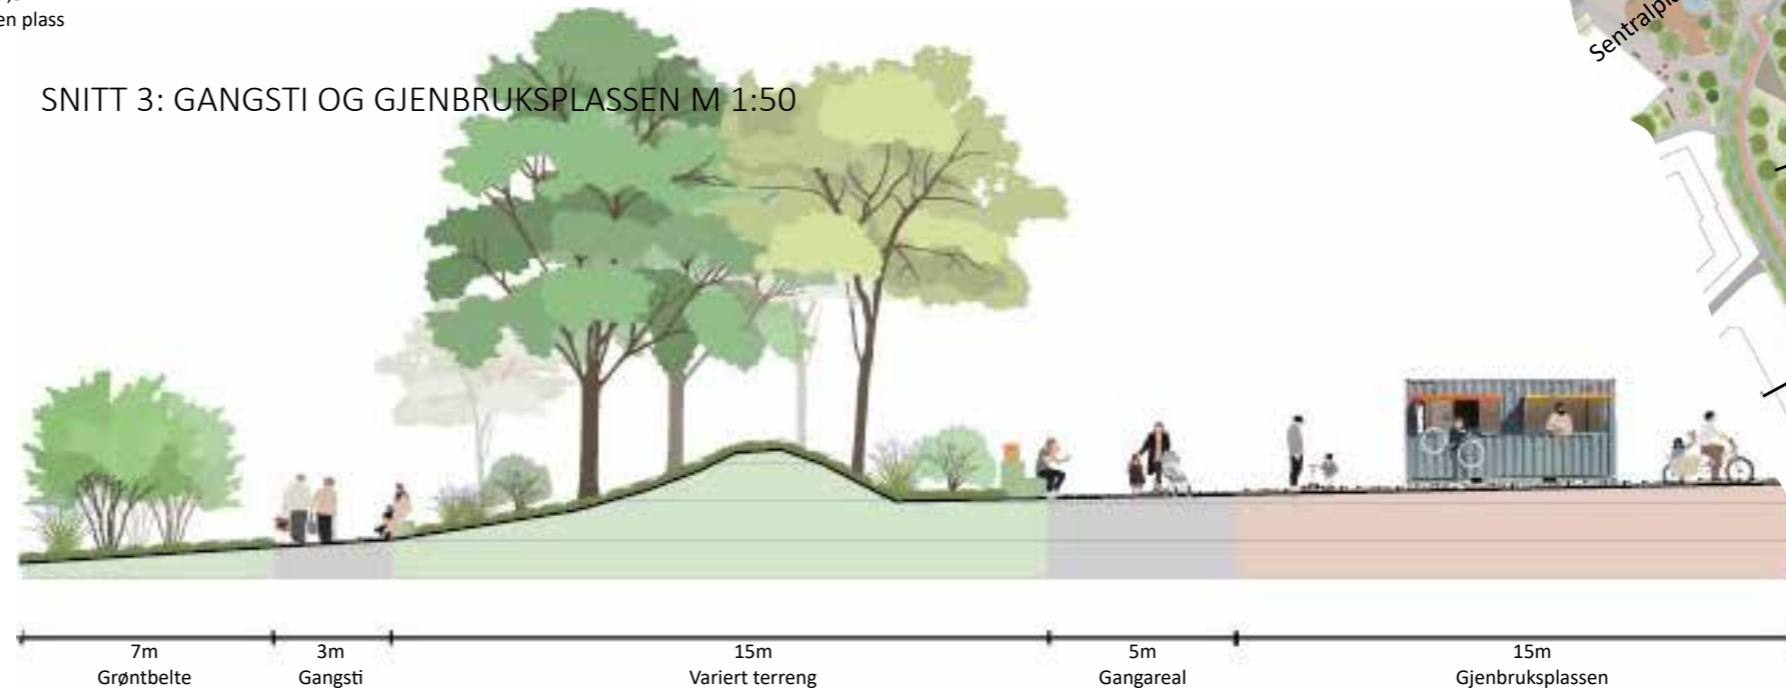 en plass
SNITT 3: GANGSTI OG GJENBRUKSPLASSEN M 1:50
7m
Grøntbelte
3m
Gangsti
15m
Variert terreng
5m
Gangareal
15m
Gjenbruksplassen